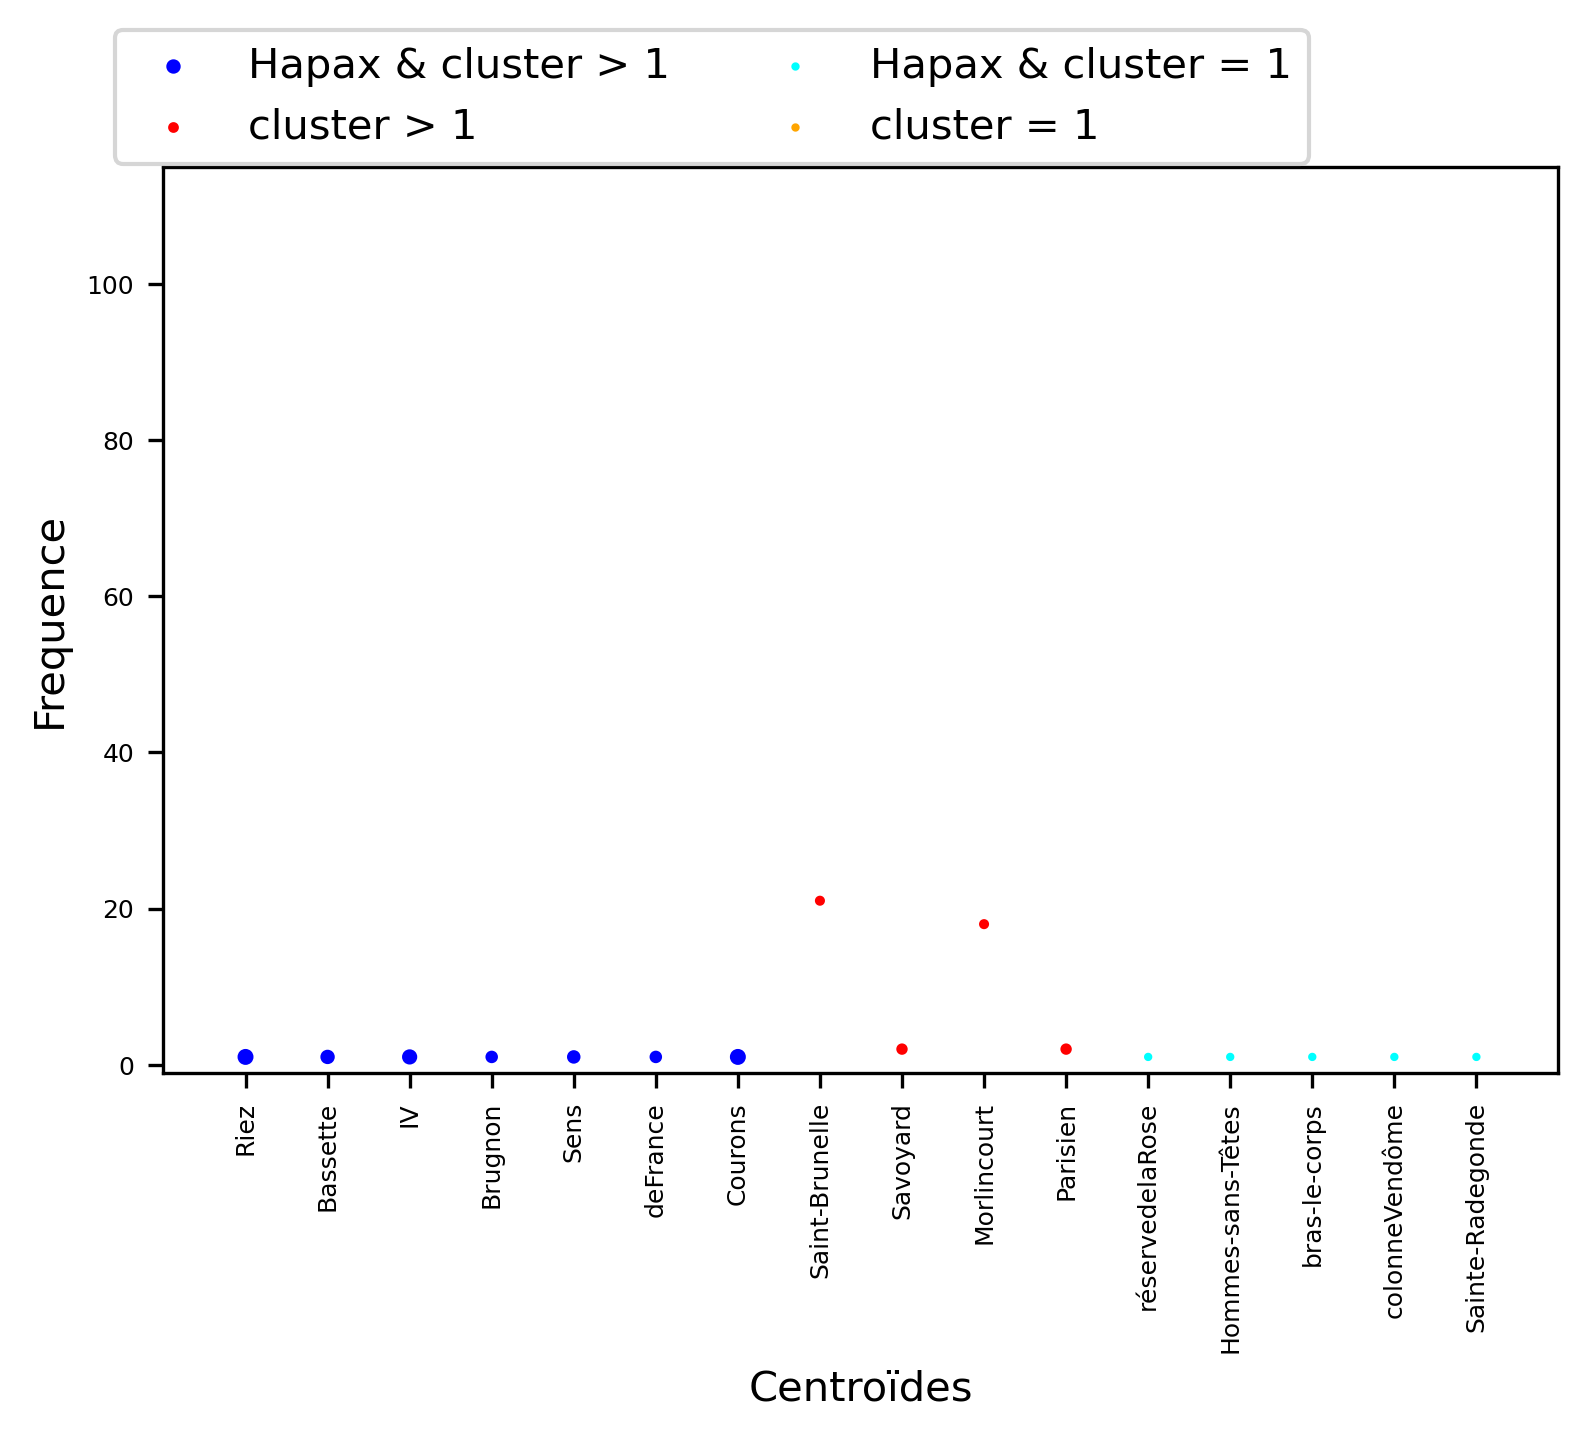 Hapax & cluster > 1
Hapax & cluster = 1
cluster > 1
cluster = 1
Frequence
100
80
60
40
20
0
Riez
Bassette
IV
Brugnon
Sens
deFrance
Courons
Saint-Brunelle
Savoyard
Morlincourt
Parisien
réservedelaRose
Hommes-sans-Têtes
bras-le-corps
colonneVendôme
Sainte-Radegonde
Centroïdes